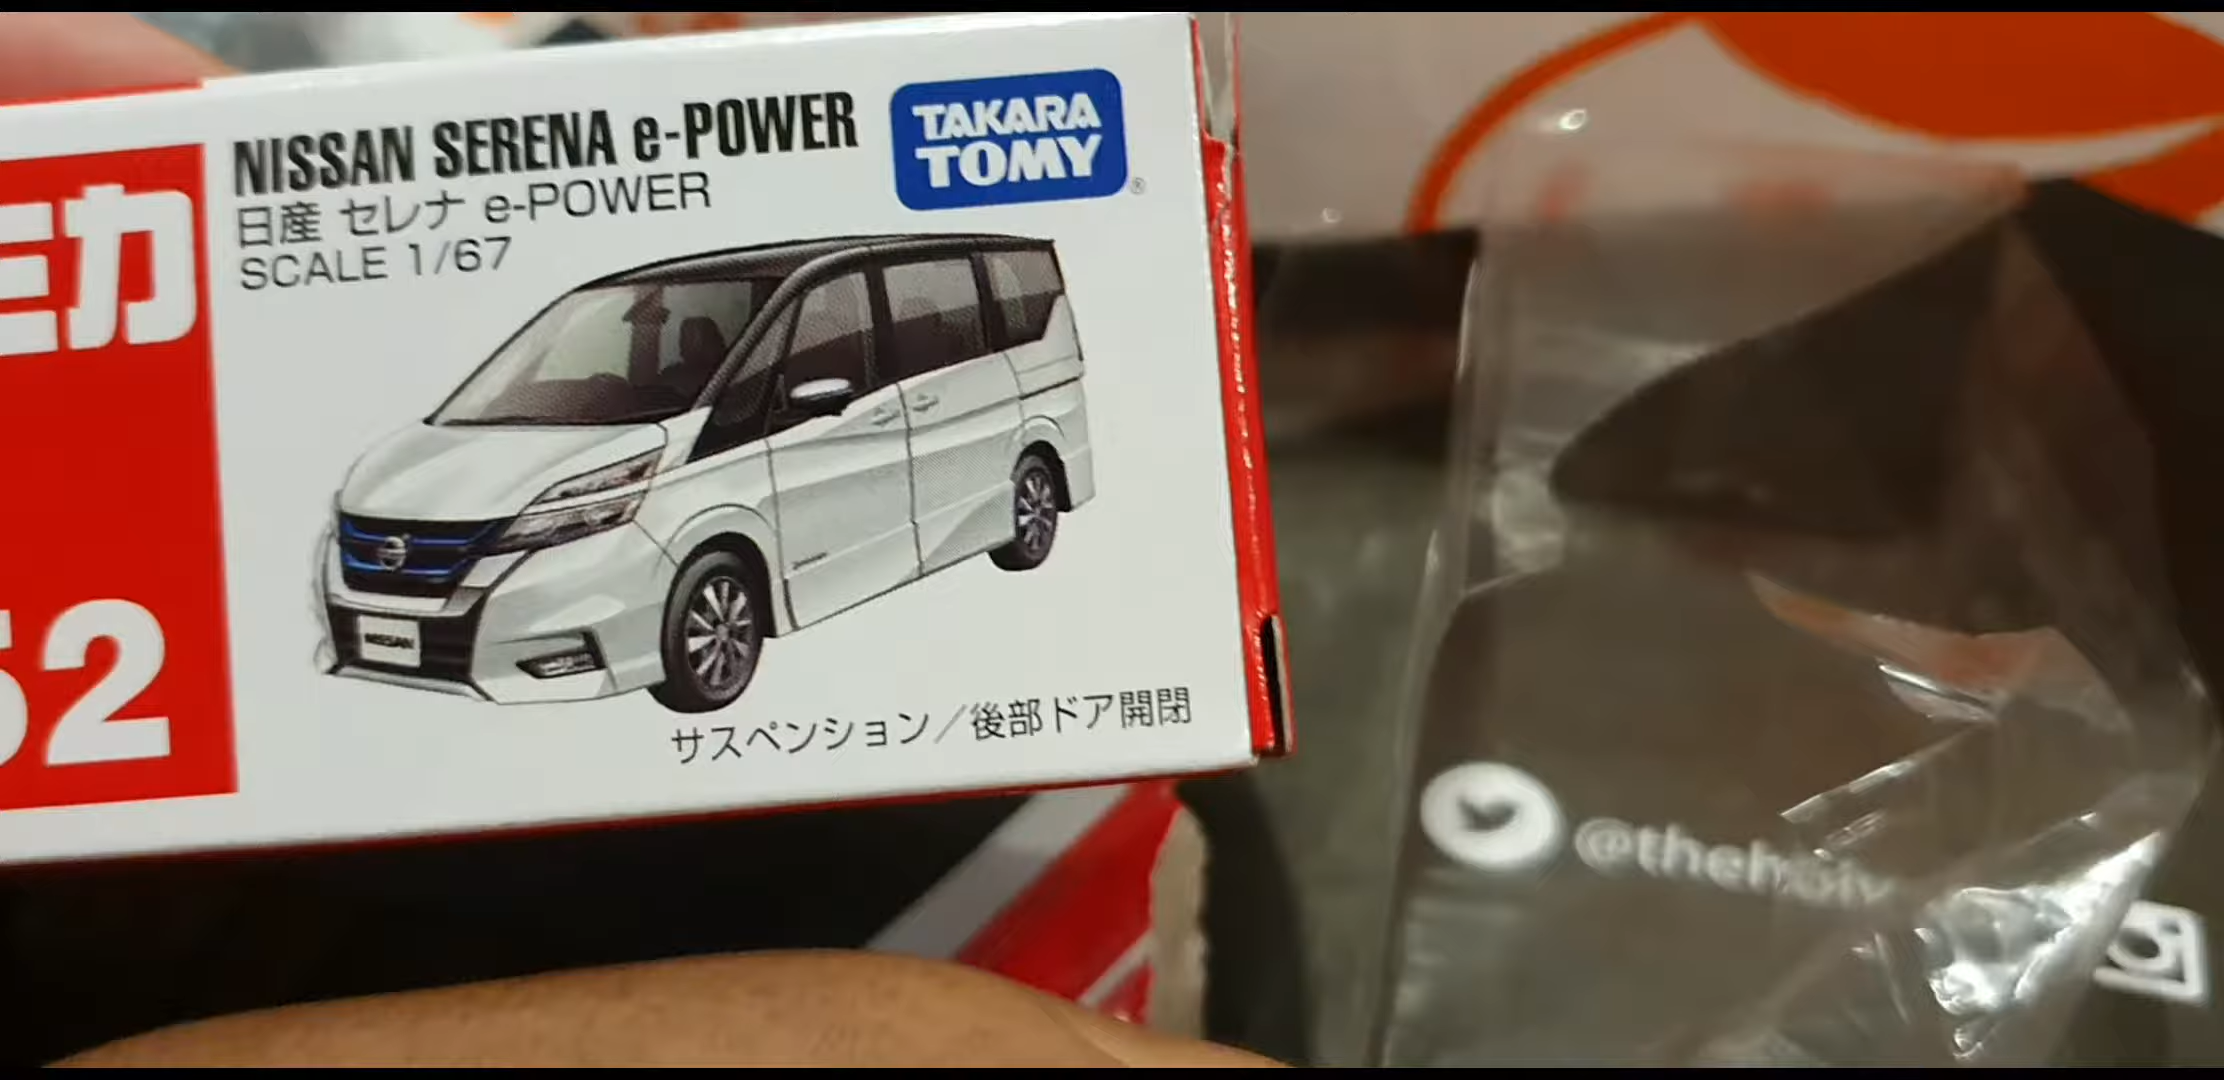 NISSAN SERENA e-POWER
日産 セレナ e-POWER
SCALE 1/67
TAKARA
TOMY
®
ミカ
52
NISSAN
サスペンション/後部ドア開閉